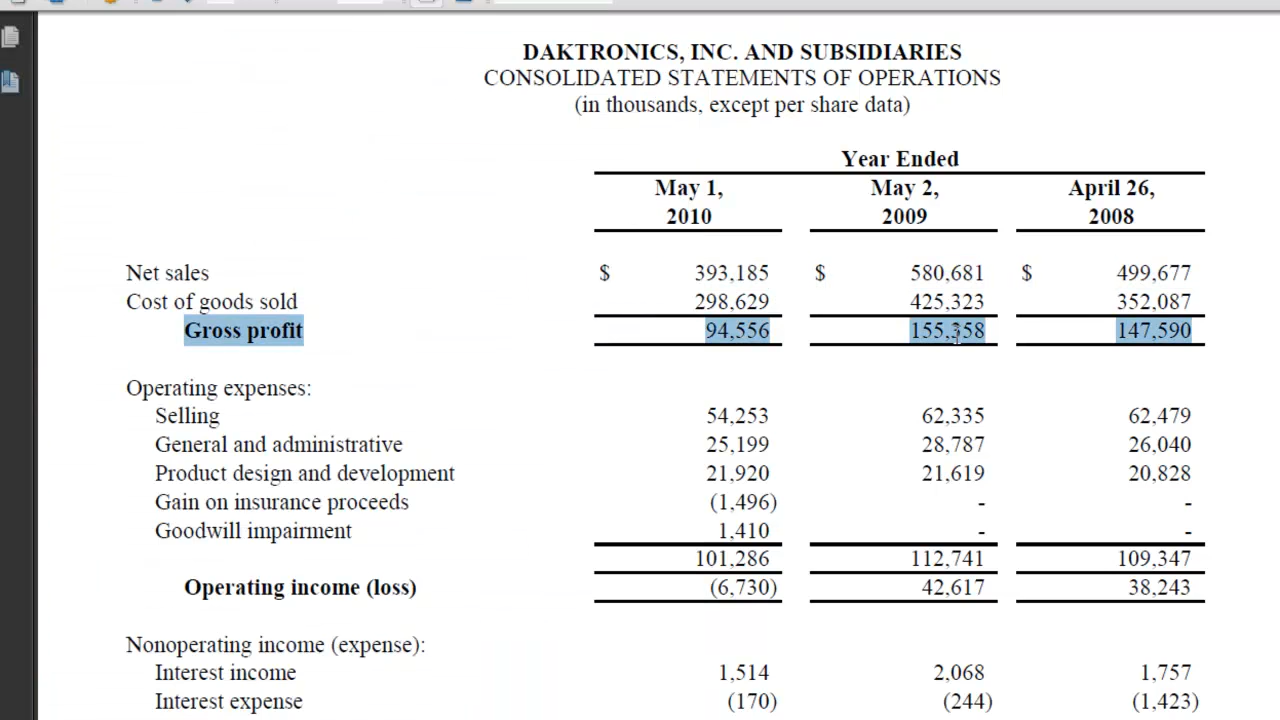 DAKTRONICS, INC. AND SUBSIDIARIES
CONSOLIDATED STATEMENTS OF OPERATIONS
(in thousands, except per share data)
Year Ended
May 1, May 2, April 26,
2010 2009 2008
Net sales $ 393,185 $ 580,681 $ 499,677
Cost of goods sold 298,629 425,323 352,087
Gross profit 94,556 155,358 147,590
Operating expenses:
Selling 54,253 62,335 62,479
General and administrative 25,199 28,787 26,040
Product design and development 21,920 21,619 20,828
Gain on insurance proceeds (1,496) - -
Goodwill impairment 1,410 - -
101,286 112,741 109,347
Operating income (loss) (6,730) 42,617 38,243
Nonoperating income (expense):
Interest income 1,514 2,068 1,757
Interest expense (170) (244) (1,423)